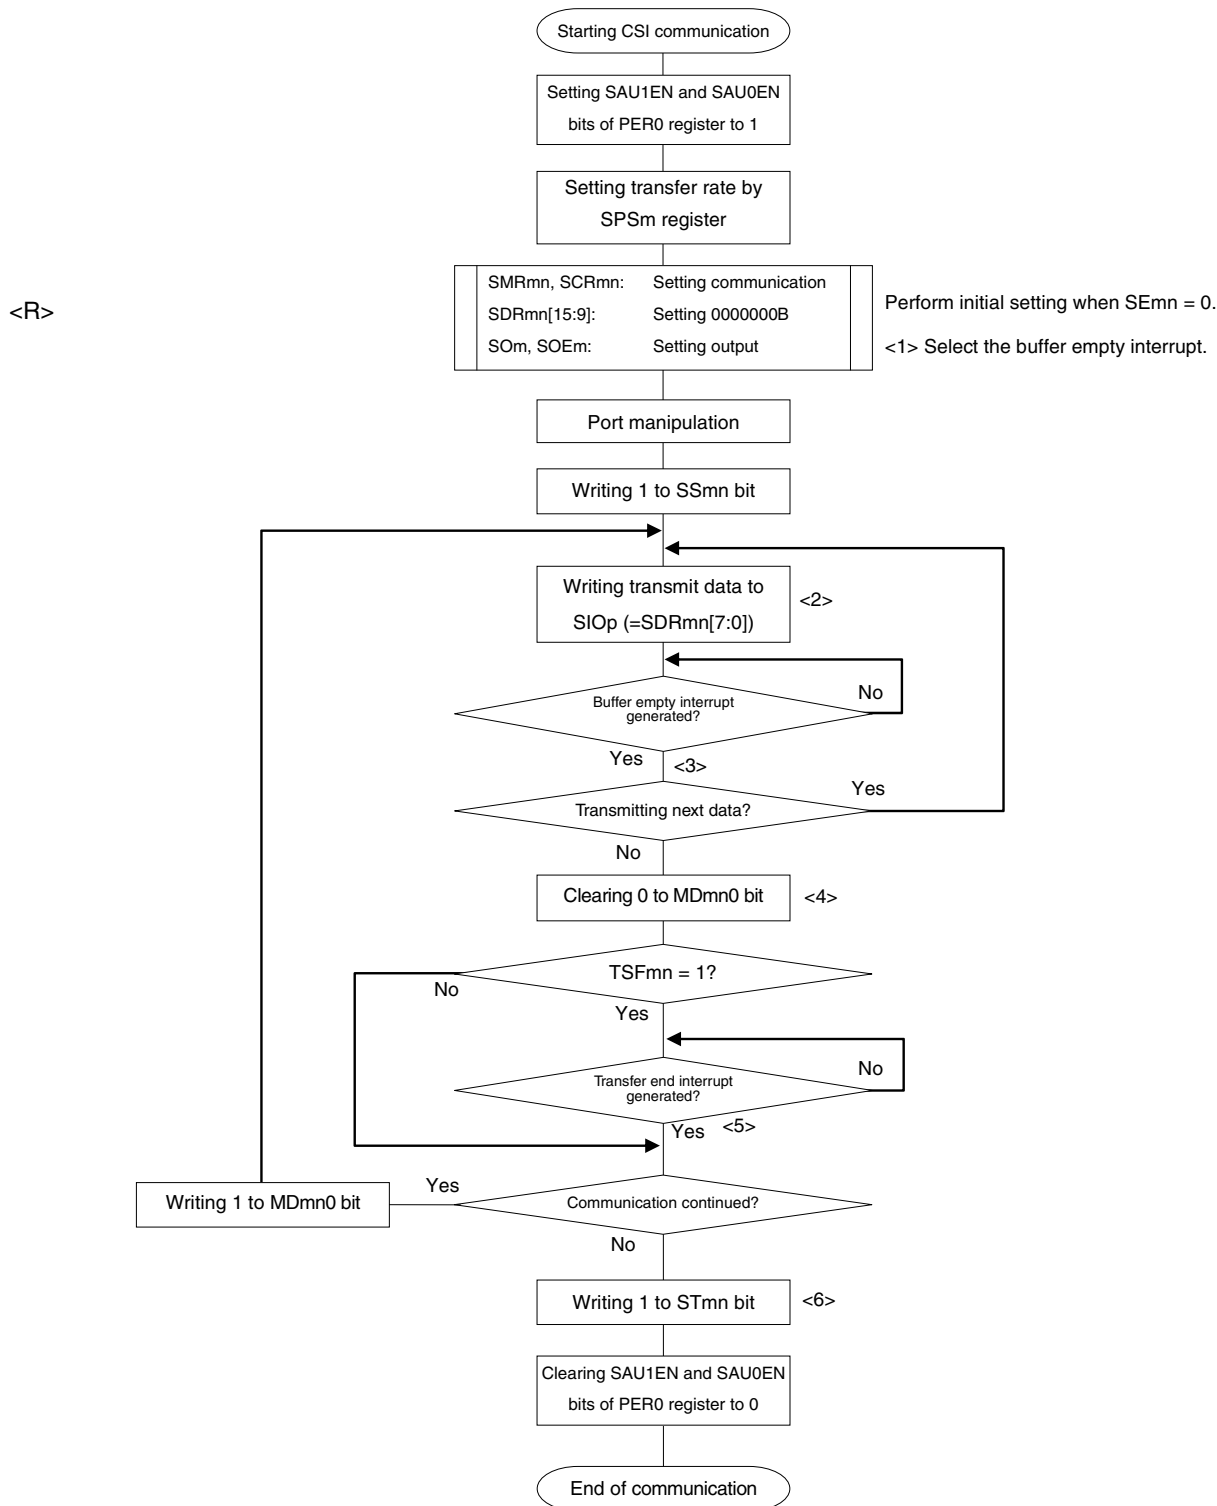 Starting CSI communication
Setting SAU1EN and SAU0EN
bits of PER0 register to 1
Setting transfer rate by
SPSm register
<R>
SMRmn, SCRmn: Setting communication
SDRmn[15:9]: Setting 0000000B
SOm, SOEm: Setting output
Perform initial setting when SEmn = 0.
<1> Select the buffer empty interrupt.
Port manipulation
Writing 1 to SSmn bit
Writing transmit data to
SIOp (=SDRmn[7:0])
<2>
Buffer empty interrupt
generated?
No
Yes
<3>
Transmitting next data?
Yes
No
Clearing 0 to MDmn0 bit
<4>
TSFmn = 1?
No
Yes
Transfer end interrupt
generated?
No
Yes
<5>
Communication continued?
Yes
Writing 1 to MDmn0 bit
No
Writing 1 to STmn bit
<6>
Clearing SAU1EN and SAU0EN
bits of PER0 register to 0
End of communication